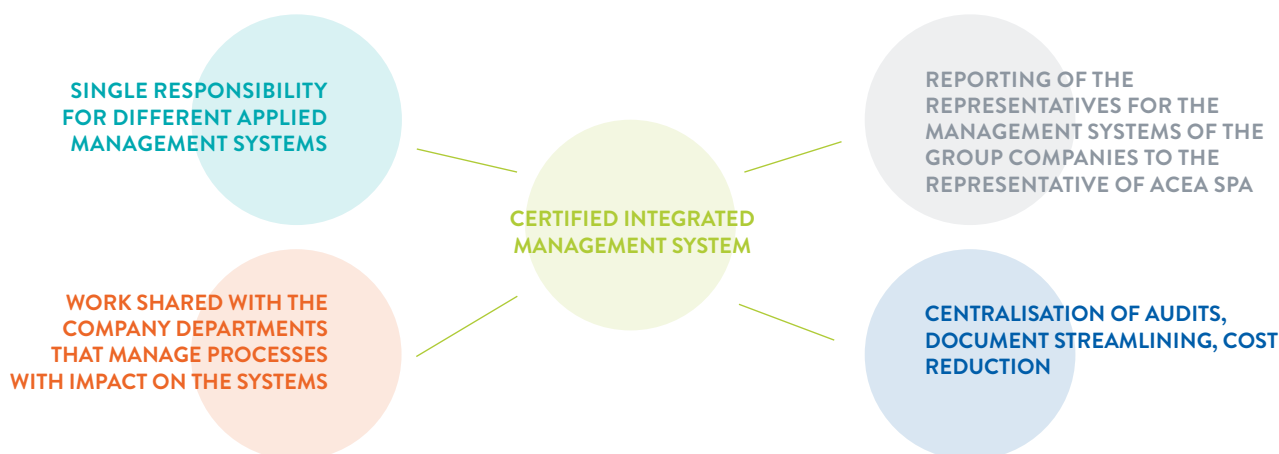 SINGLE RESPONSIBILITY
FOR DIFFERENT APPLIED
MANAGEMENT SYSTEMS
REPORTING OF THE
REPRESENTATIVES FOR THE
MANAGEMENT SYSTEMS OF THE
GROUP COMPANIES TO THE
REPRESENTATIVE OF ACEA SPA
CERTIFIED INTEGRATED
MANAGEMENT SYSTEM
WORK SHARED WITH THE
COMPANY DEPARTMENTS
THAT MANAGE PROCESSES
WITH IMPACT ON THE SYSTEMS
CENTRALISATION OF AUDITS,
DOCUMENT STREAMLINING, COST
REDUCTION